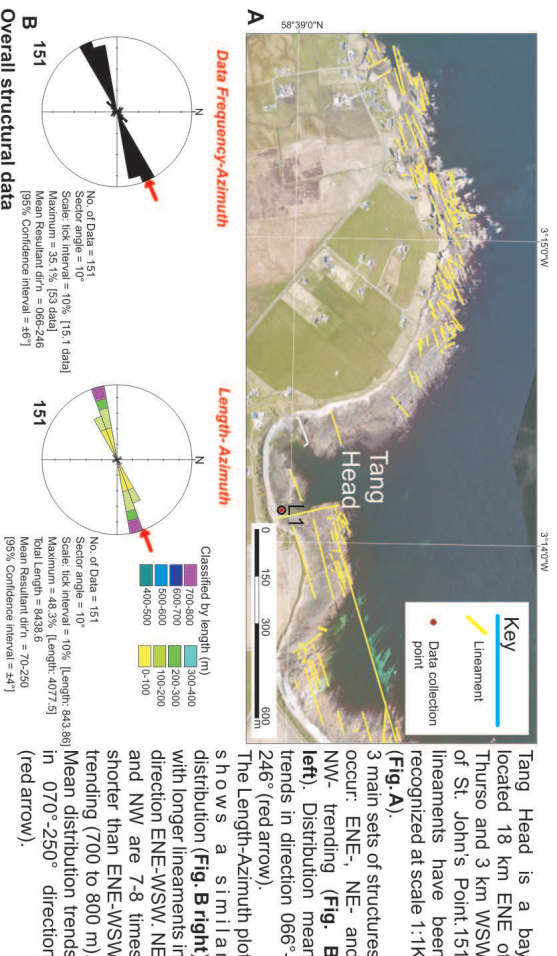 A
58°39'0"N
3°15'0"W
3°14'0"W
Tang
Head
L1
0 150 300 600
m
Key
Lineament
Data collection
point
Tang Head is a bay
located 18 km ENE of
Thurso and 3 km WSW
of St. John's Point.151
lineaments have been
recognized at scale 1:1K
(Fig.A).
3 main sets of structures
occur: ENE-, NE- and
NW- trending (Fig. B
left). Distribution mean
trends in direction 066°-
246° (red arrow).
The Length-Azimuth plot
shows a similar
distribution (Fig. B right)
with longer lineaments in
direction ENE-WSW. NE
and NW are 7-8 times
shorter than ENE-WSW
trending (700 to 800 m).
Mean distribution trends
in 070°-250° direction
(red arrow).
Data Frequency-Azimuth
N
151
No. of Data = 151
Sector angle = 10°
Scale: tick interval = 10% [15.1 data]
Maximum = 35.1% [53 data]
Mean Resultant dir'n = 066-246
[95% Confidence interval = ±6°]
Length- Azimuth
N
151
Classified by length (m)
700-800
600-700
500-600
400-500
300-400
200-300
100-200
0-100
No. of Data = 151
Sector angle = 10°
Scale: tick interval = 10% [Length: 843.86]
Maximum = 48.3% [Length: 4077.5]
Total Length = 8438.6
Mean Resultant dir'n = 70-250
[95% Confidence interval = ±4°]
B
Overall structural data